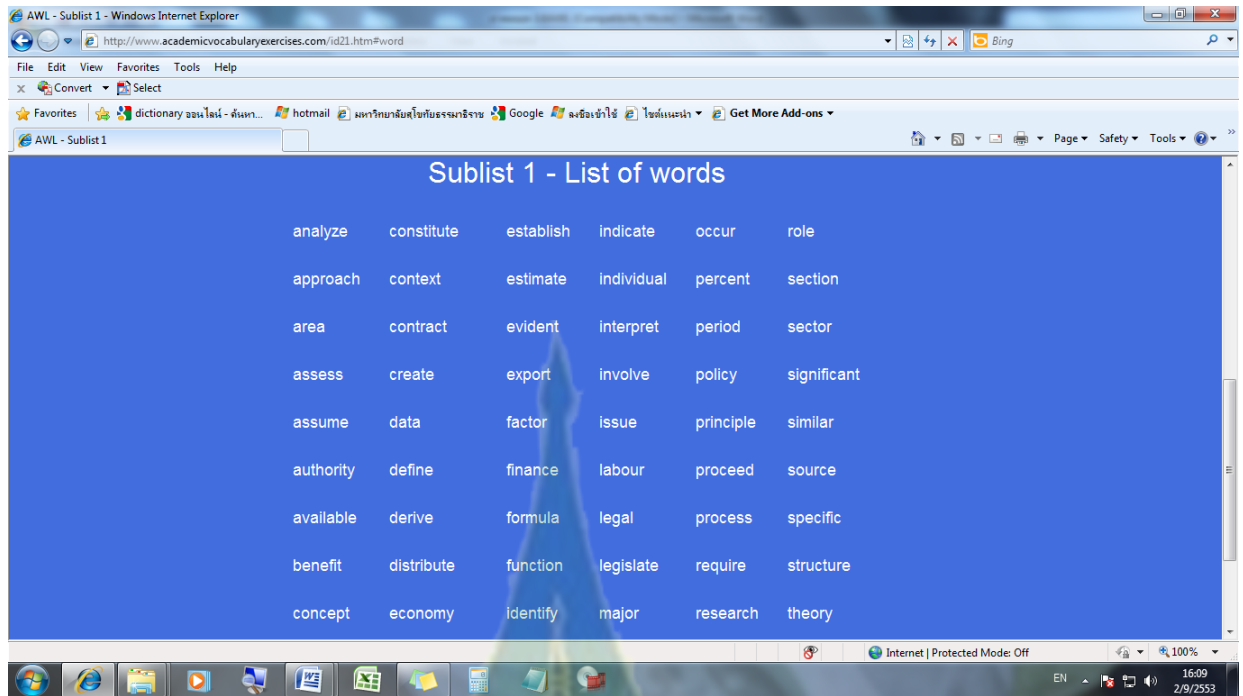 AWL - Sublist 1 - Windows Internet Explorer
http://www.academicvocabularyexercises.com/id21.htm#word
Bing
File Edit View Favorites Tools Help
x Convert Select
Favorites dictionary ออนไลน์ - ค้นหา... hotmail มหาวิทยาลัยสุโขทัยธรรมาธิราช Google ลงชื่อเข้าใช้ ไซต์แนะนำ Get More Add-ons
AWL - Sublist 1 Page Safety Tools
Sublist 1 - List of words
analyze constitute establish indicate occur role
approach context estimate individual percent section
area contract evident interpret period sector
assess create export involve policy significant
assume data factor issue principle similar
authority define finance labour proceed source
available derive formula legal process specific
benefit distribute function legislate require structure
concept economy identify major research theory
Internet | Protected Mode: Off 100%
EN 16:09
2/9/2553